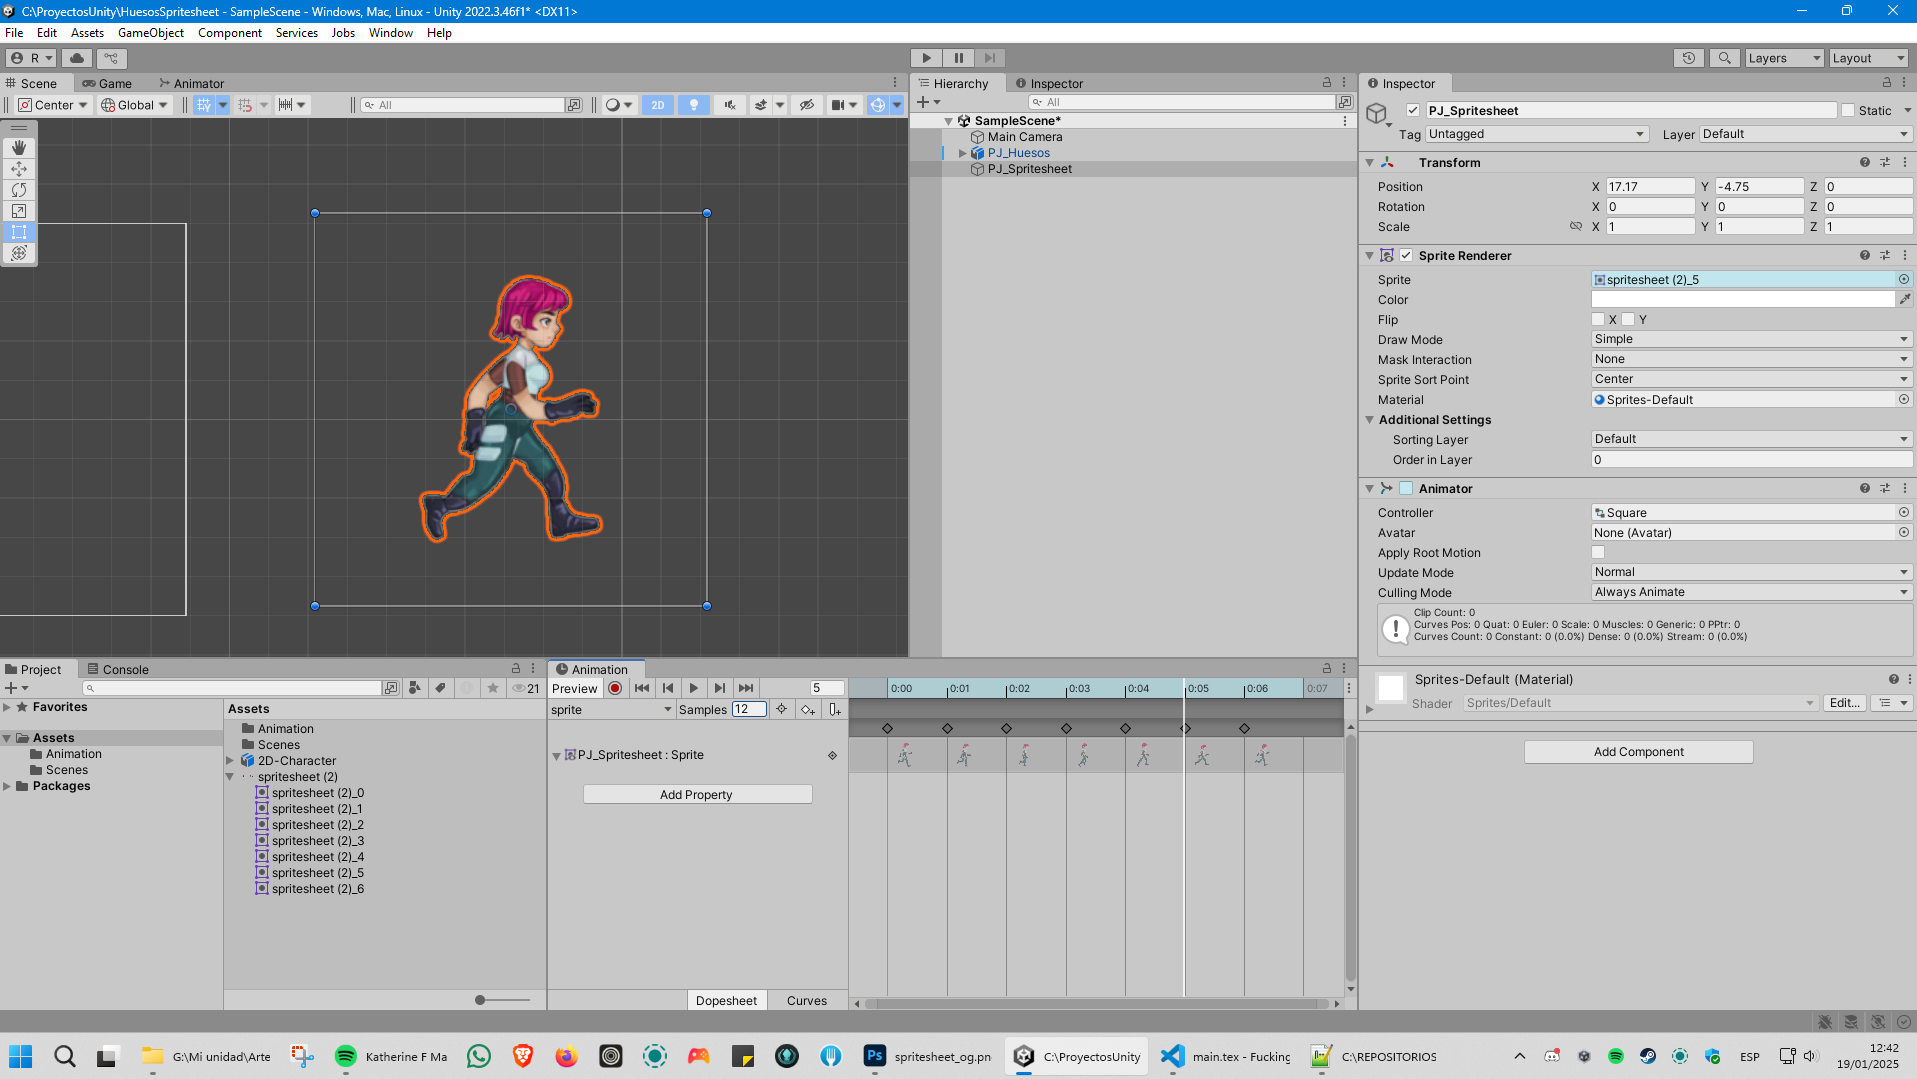 C:\ProyectosUnity\HuesosSpritesheet - SampleScene - Windows, Mac, Linux - Unity 2022.3.46f1* <DX11>
File Edit Assets GameObject Component Services Jobs Window Help
R Layers Layout
Scene Game Animator
Center Global All 2D
Hierarchy Inspector
All
SampleScene*
Main Camera
PJ_Huesos
PJ_Spritesheet
Inspector
PJ_Spritesheet Static
Tag Untagged Layer Default
Transform
Position X 17.17 Y -4.75 Z 0
Rotation X 0 Y 0 Z 0
Scale X 1 Y 1 Z 1
Sprite Renderer
Sprite spritesheet (2)_5
Color
Flip X Y
Draw Mode Simple
Mask Interaction None
Sprite Sort Point Center
Material Sprites-Default
Additional Settings
Sorting Layer Default
Order in Layer 0
Animator
Controller Square
Avatar None (Avatar)
Apply Root Motion
Update Mode Normal
Culling Mode Always Animate
Clip Count: 0
Curves Pos: 0 Quat: 0 Euler: 0 Scale: 0 Muscles: 0 Generic: 0 PPtr: 0
Curves Count: 0 Constant: 0 (0.0%) Dense: 0 (0.0%) Stream: 0 (0.0%)
Sprites-Default (Material)
Shader Sprites/Default Edit...
Add Component
Project Console
21
Favorites
Assets
Animation
Scenes
Packages
Assets
Animation
Scenes
2D-Character
spritesheet (2)
spritesheet (2)_0
spritesheet (2)_1
spritesheet (2)_2
spritesheet (2)_3
spritesheet (2)_4
spritesheet (2)_5
spritesheet (2)_6
Animation
Preview 5 0:00 0:01 0:02 0:03 0:04 0:05 0:06 0:07
sprite Samples 12
PJ_Spritesheet : Sprite
Add Property
Dopesheet Curves
G:\Mi unidad\Arte Katherine F Ma Ps spritesheet_og.pn C:\ProyectosUnity main.tex - Fucking C:\REPOSITORIOS ESP 12:42
19/01/2025